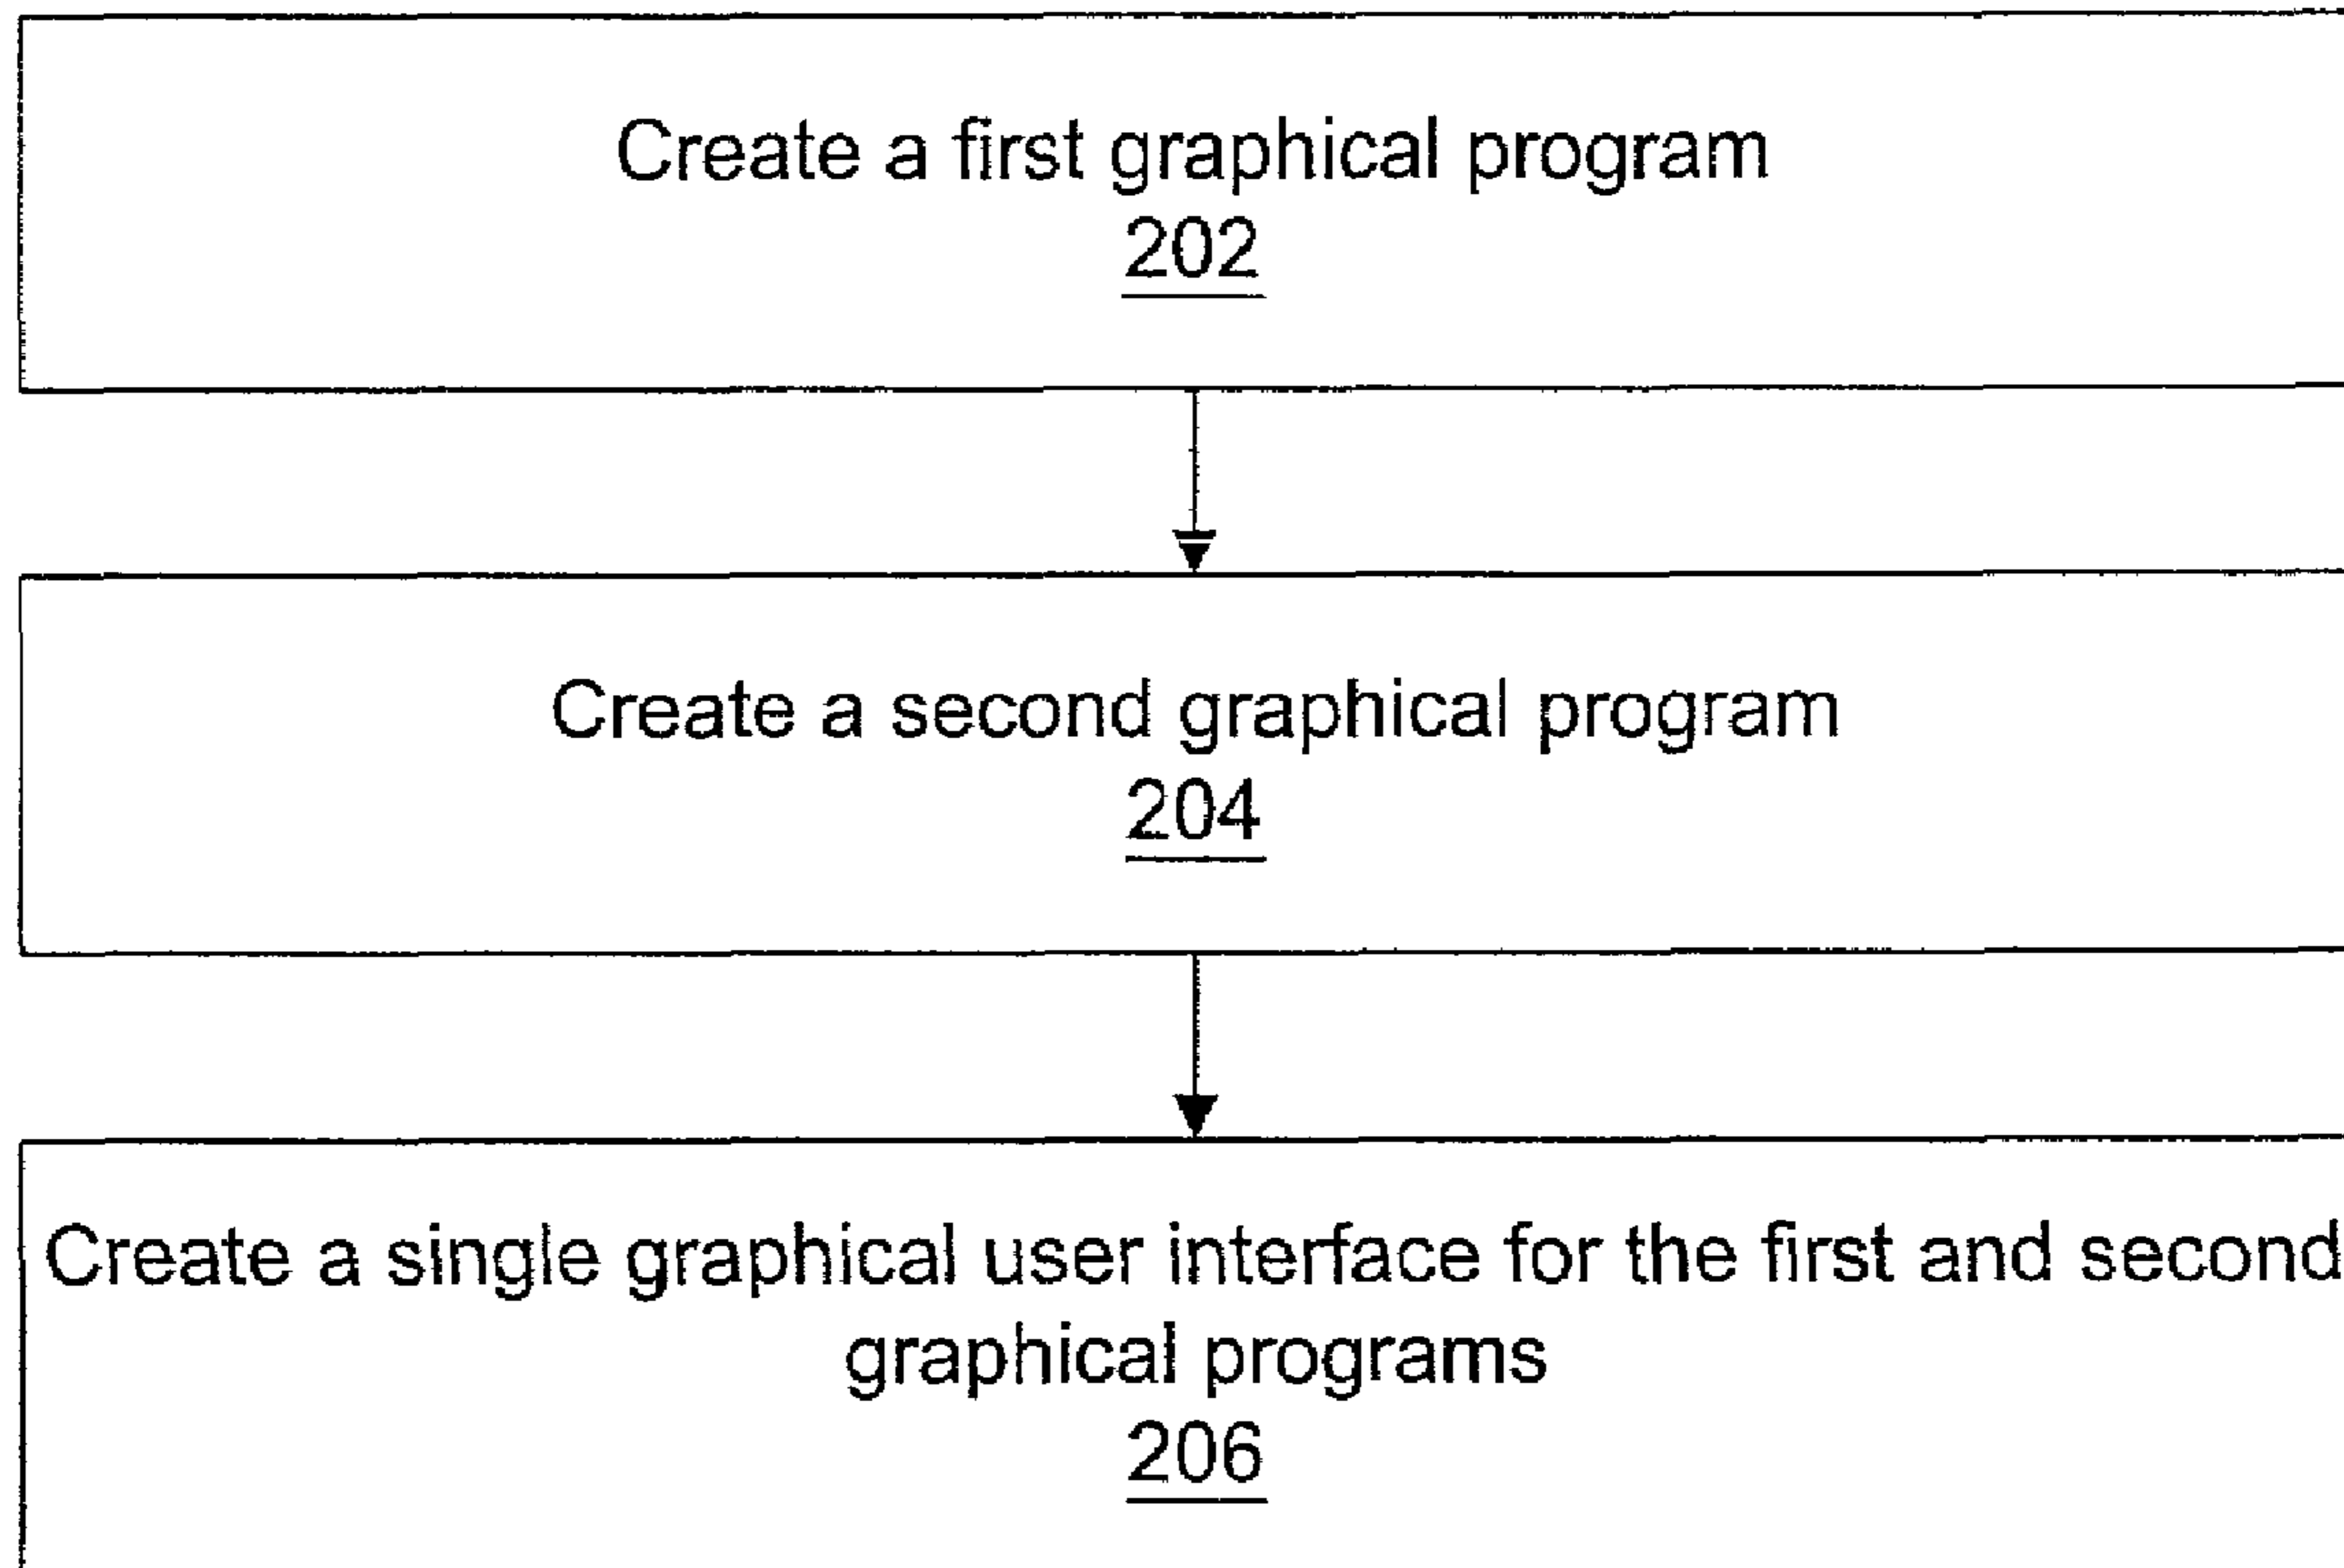 Create a first graphical program
202
Create a second graphical program
204
Create a single graphical user interface for the first and second
graphical programs
206